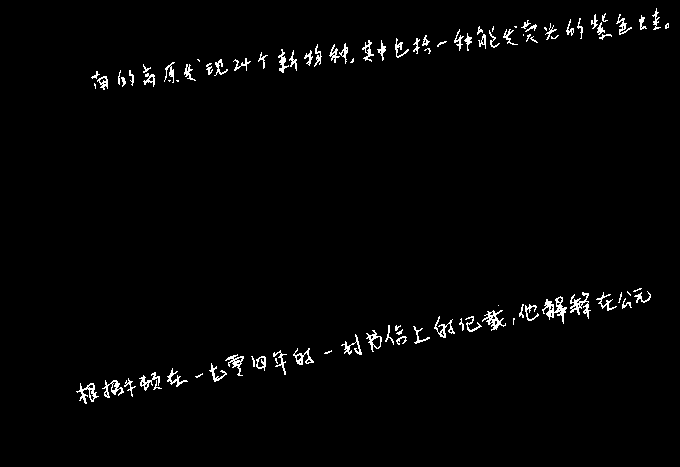 南的高原发现24个新物种,其中包括一种能发荧光的紫色蛙。
根据牛顿在一七零四年的一封书信上的记载,他解释在公元